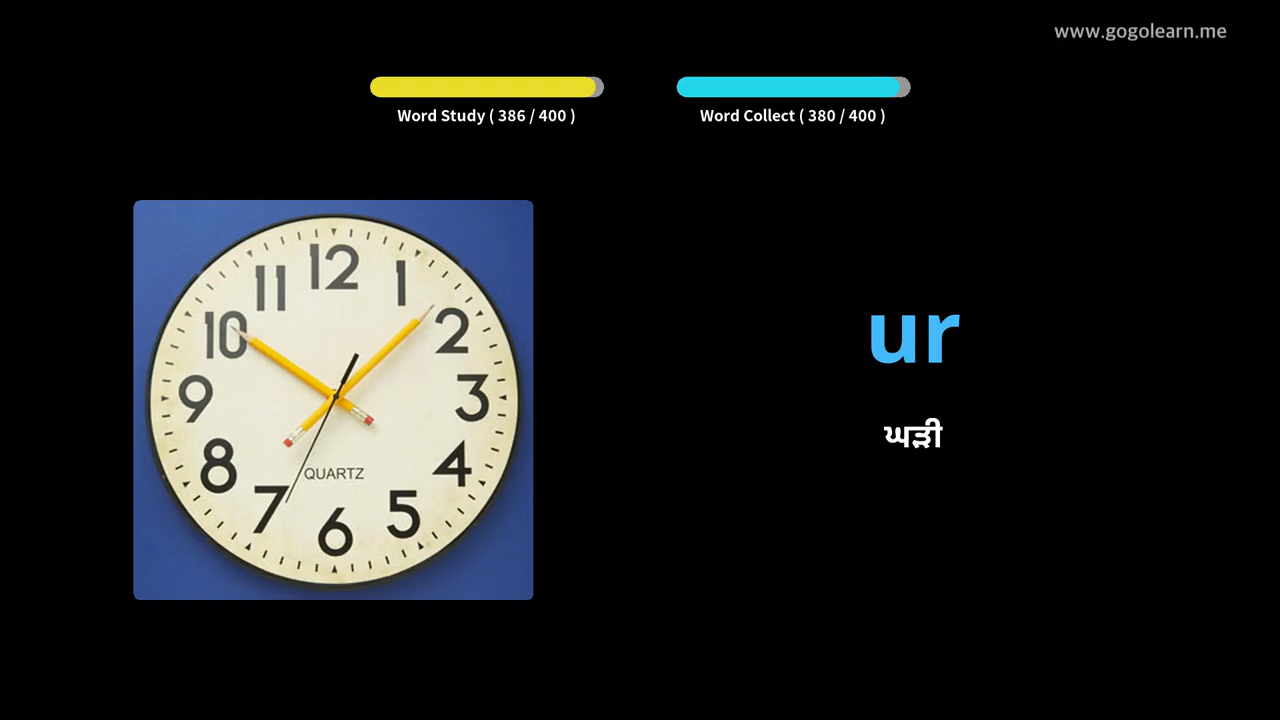 www.gogolearn.me
Word Study ( 386 / 400 )
Word Collect ( 380 / 400 )
12
11
1
10
2
9
3
8
4
QUARTZ
7
5
6
ur
ਘੜੀ